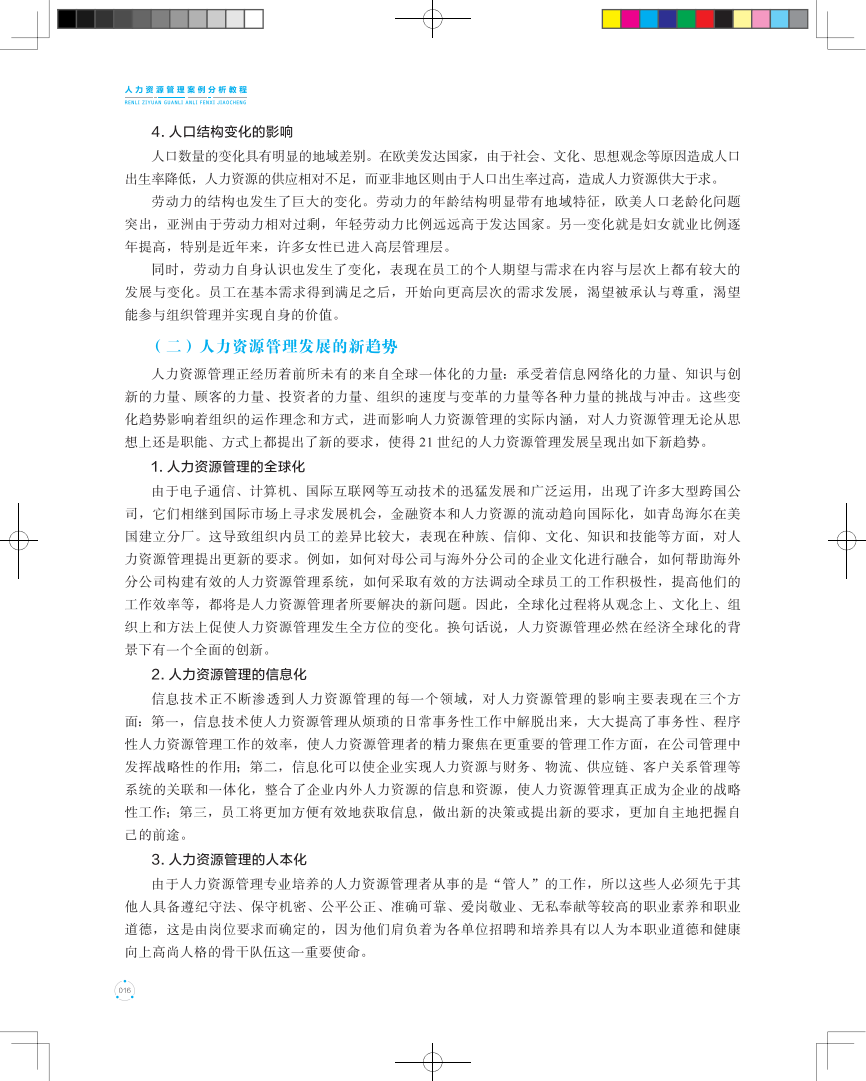 人力资源管理案例分析教程
RENLI ZIYUAN GUANLI ANLI FENXI JIAOCHENG
4. 人口结构变化的影响
人口数量的变化具有明显的地域差别。在欧美发达国家，由于社会、文化、思想观念等原因造成人口
出生率降低，人力资源的供应相对不足，而亚非地区则由于人口出生率过高，造成人力资源供大于求。
劳动力的结构也发生了巨大的变化。劳动力的年龄结构明显带有地域特征，欧美人口老龄化问题
突出，亚洲由于劳动力相对过剩，年轻劳动力比例远远高于发达国家。另一变化就是妇女就业比例逐
年提高，特别是近年来，许多女性已进入高层管理层。
同时，劳动力自身认识也发生了变化，表现在员工的个人期望与需求在内容与层次上都有较大的
发展与变化。员工在基本需求得到满足之后，开始向更高层次的需求发展，渴望被承认与尊重，渴望
能参与组织管理并实现自身的价值。
（二）人力资源管理发展的新趋势
人力资源管理正经历着前所未有的来自全球一体化的力量：承受着信息网络化的力量、知识与创
新的力量、顾客的力量、投资者的力量、组织的速度与变革的力量等各种力量的挑战与冲击。这些变
化趋势影响着组织的运作理念和方式，进而影响人力资源管理的实际内涵，对人力资源管理无论从思
想上还是职能、方式上都提出了新的要求，使得 21 世纪的人力资源管理发展呈现出如下新趋势。
1. 人力资源管理的全球化
由于电子通信、计算机、国际互联网等互动技术的迅猛发展和广泛运用，出现了许多大型跨国公
司，它们相继到国际市场上寻求发展机会，金融资本和人力资源的流动趋向国际化，如青岛海尔在美
国建立分厂。这导致组织内员工的差异比较大，表现在种族、信仰、文化、知识和技能等方面，对人
力资源管理提出更新的要求。例如，如何对母公司与海外分公司的企业文化进行融合，如何帮助海外
分公司构建有效的人力资源管理系统，如何采取有效的方法调动全球员工的工作积极性，提高他们的
工作效率等，都将是人力资源管理者所要解决的新问题。因此，全球化过程将从观念上、文化上、组
织上和方法上促使人力资源管理发生全方位的变化。换句话说，人力资源管理必然在经济全球化的背
景下有一个全面的创新。
2. 人力资源管理的信息化
信息技术正不断渗透到人力资源管理的每一个领域，对人力资源管理的影响主要表现在三个方
面：第一，信息技术使人力资源管理从烦琐的日常事务性工作中解脱出来，大大提高了事务性、程序
性人力资源管理工作的效率，使人力资源管理者的精力聚焦在更重要的管理工作方面，在公司管理中
发挥战略性的作用；第二，信息化可以使企业实现人力资源与财务、物流、供应链、客户关系管理等
系统的关联和一体化，整合了企业内外人力资源的信息和资源，使人力资源管理真正成为企业的战略
性工作；第三，员工将更加方便有效地获取信息，做出新的决策或提出新的要求，更加自主地把握自
己的前途。
3. 人力资源管理的人本化
由于人力资源管理专业培养的人力资源管理者从事的是“管人”的工作，所以这些人必须先于其
他人具备遵纪守法、保守机密、公平公正、准确可靠、爱岗敬业、无私奉献等较高的职业素养和职业
道德，这是由岗位要求而确定的，因为他们肩负着为各单位招聘和培养具有以人为本职业道德和健康
向上高尚人格的骨干队伍这一重要使命。
016